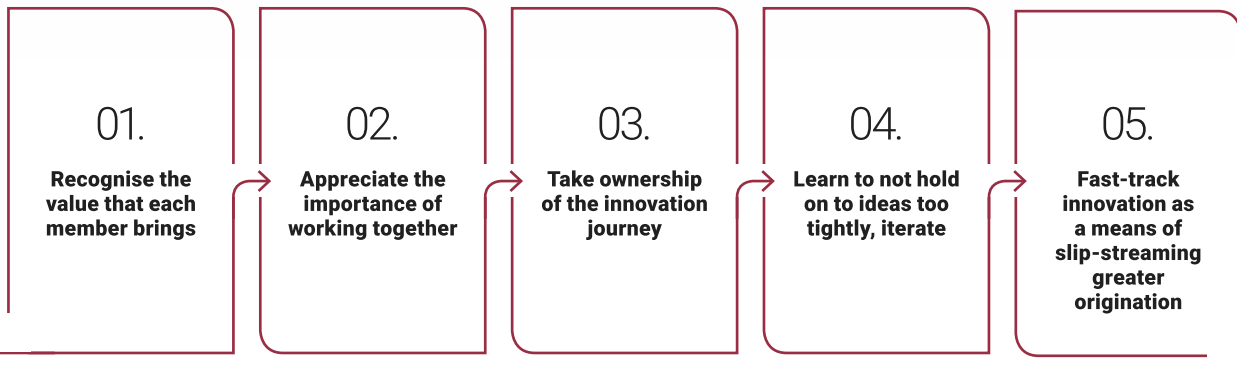 01.
Recognise the
value that each
member brings
02.
Appreciate the
importance of
working together
03.
Take ownership
of the innovation
journey
04.
Learn to not hold
on to ideas too
tightly, iterate
05.
Fast-track
innovation as
a means of
slip-streaming
greater
origination